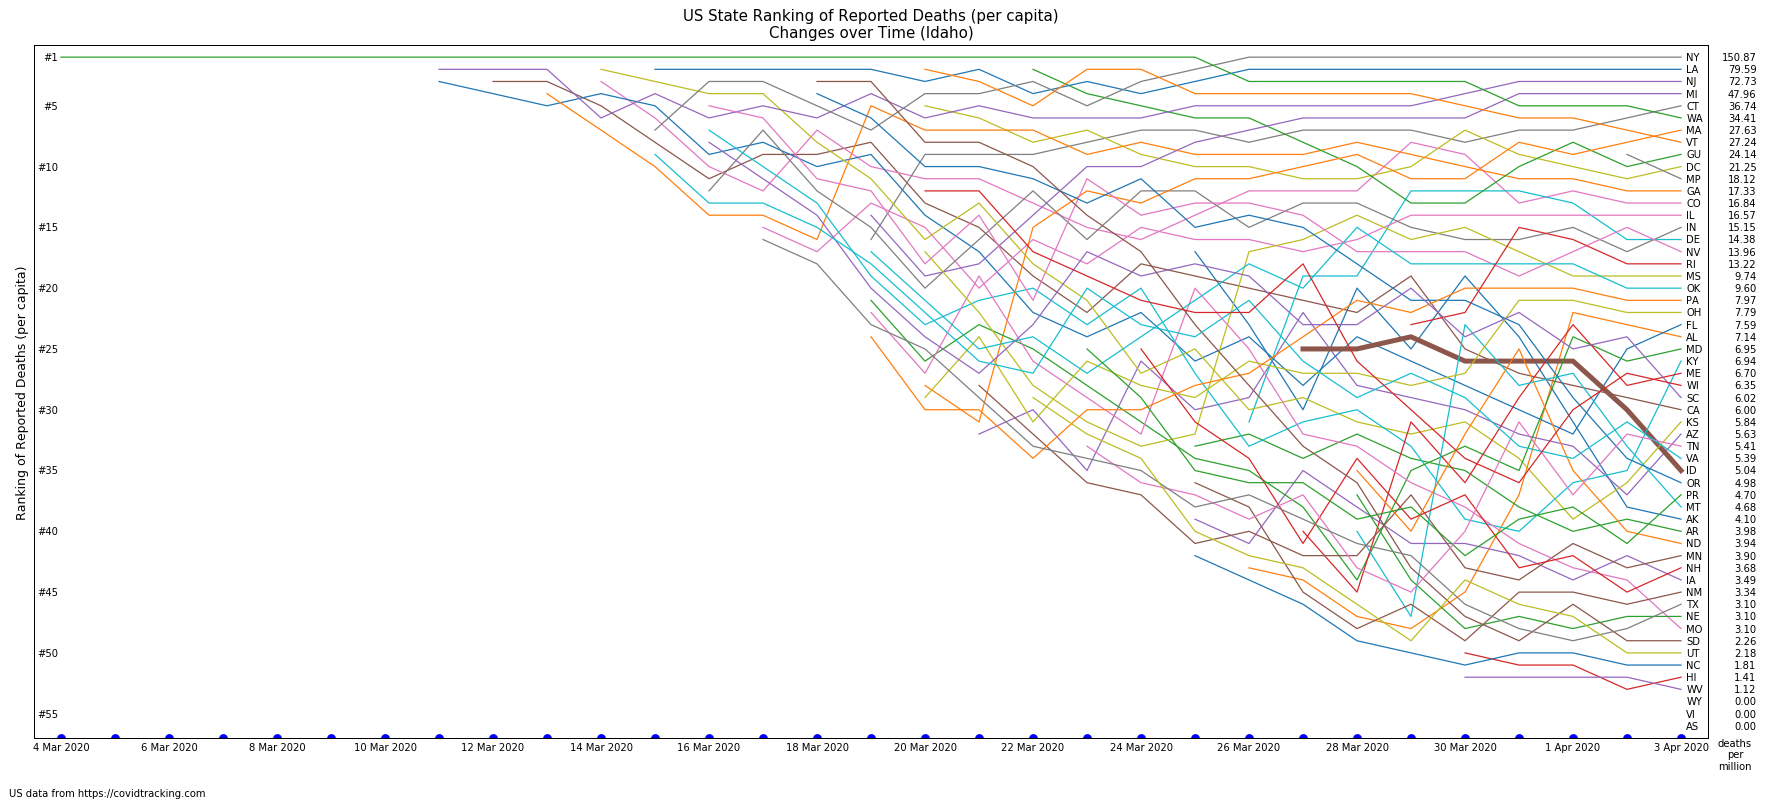 US State Ranking of Reported Deaths (per capita)
Changes over Time (Idaho)
Ranking of Reported Deaths (per capita)
#1
#5
#10
#15
#20
#25
#30
#35
#40
#45
#50
#55
NY 150.87
LA 79.59
NJ 72.73
MI 47.96
CT 36.74
WA 34.41
MA 27.63
VT 27.24
GU 24.14
DC 21.25
MP 18.12
GA 17.33
CO 16.84
IL 16.57
IN 15.15
DE 14.38
NV 13.96
RI 13.22
MS 9.74
OK 9.60
PA 7.97
OH 7.79
FL 7.59
AL 7.14
MD 6.95
KY 6.94
ME 6.70
WI 6.35
SC 6.02
CA 6.00
KS 5.84
AZ 5.63
TN 5.41
VA 5.39
ID 5.04
OR 4.98
PR 4.70
MT 4.68
AK 4.10
AR 3.98
ND 3.94
MN 3.90
NH 3.68
IA 3.49
NM 3.34
TX 3.10
NE 3.10
MO 3.10
SD 2.26
UT 2.18
NC 1.81
HI 1.41
WV 1.12
WY 0.00
VI 0.00
AS 0.00
4 Mar 2020 6 Mar 2020 8 Mar 2020 10 Mar 2020 12 Mar 2020 14 Mar 2020 16 Mar 2020 18 Mar 2020 20 Mar 2020 22 Mar 2020 24 Mar 2020 26 Mar 2020 28 Mar 2020 30 Mar 2020 1 Apr 2020 3 Apr 2020
deaths
per
million
US data from https://covidtracking.com